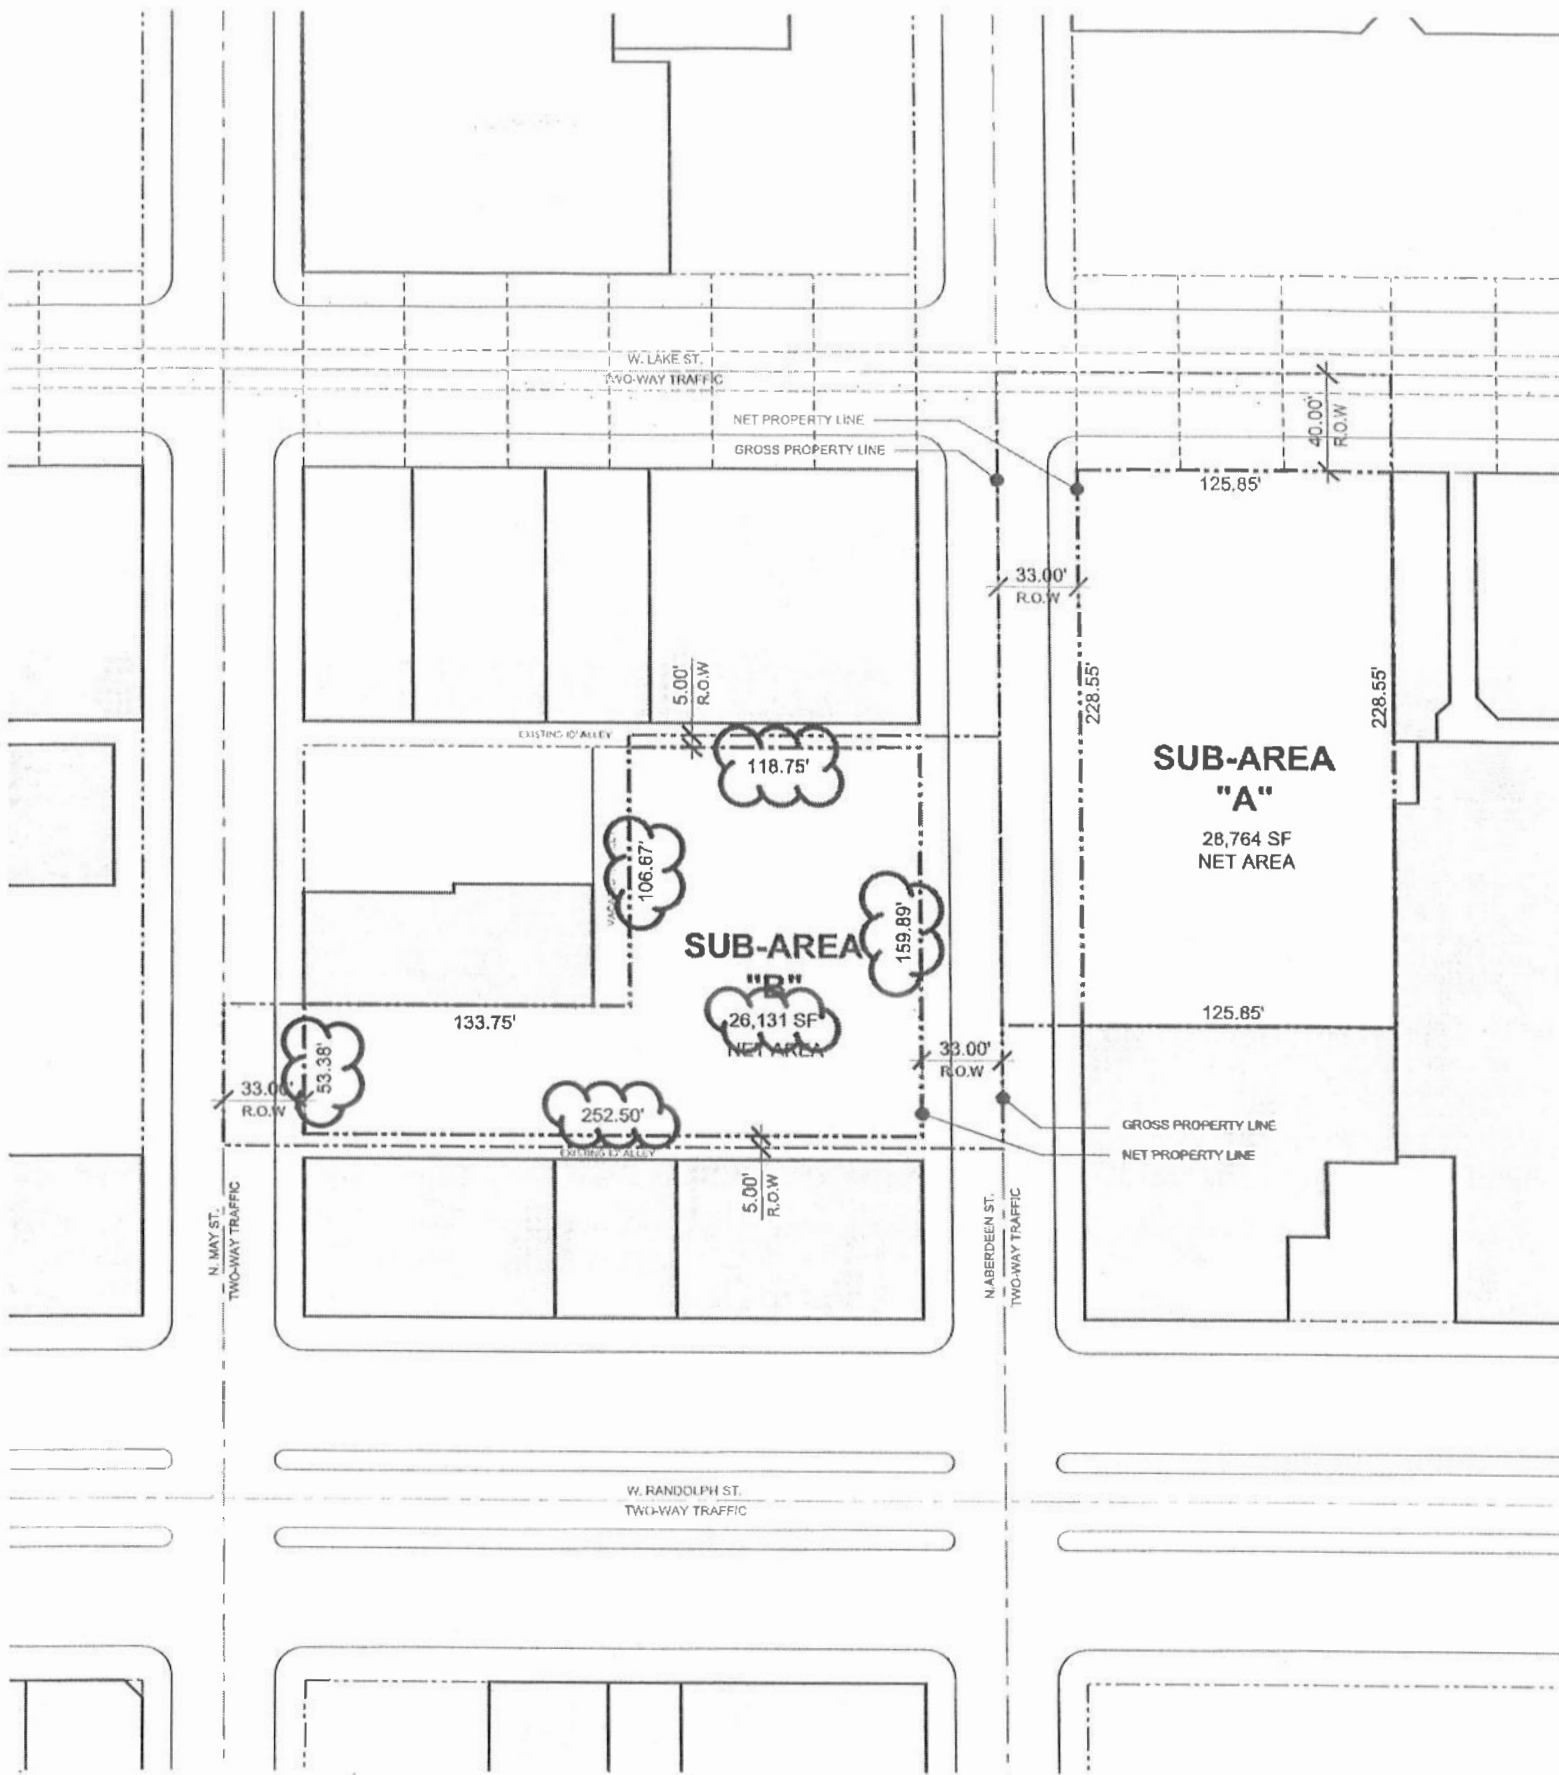 W. LAKE ST.
TWO-WAY TRAFFIC
NET PROPERTY LINE
GROSS PROPERTY LINE
40.00'
R.O.W
125.85'
33.00'
R.O.W
5.00'
R.O.W
228.55'
228.55'
EXISTING 10' ALLEY
118.75'
SUB-AREA
"A"
28,764 SF
NET AREA
106.67'
159.89'
SUB-AREA
"B"
26,131 SF
NET AREA
133.75'
125.85'
53.38'
33.00'
R.O.W
33.00'
R.O.W
252.50'
GROSS PROPERTY LINE
NET PROPERTY LINE
EXISTING ALLEY
5.00'
R.O.W
N. MAY ST.
TWO-WAY TRAFFIC
N.ABERDEEN ST.
TWO-WAY TRAFFIC
W. RANDOLPH ST.
TWO-WAY TRAFFIC